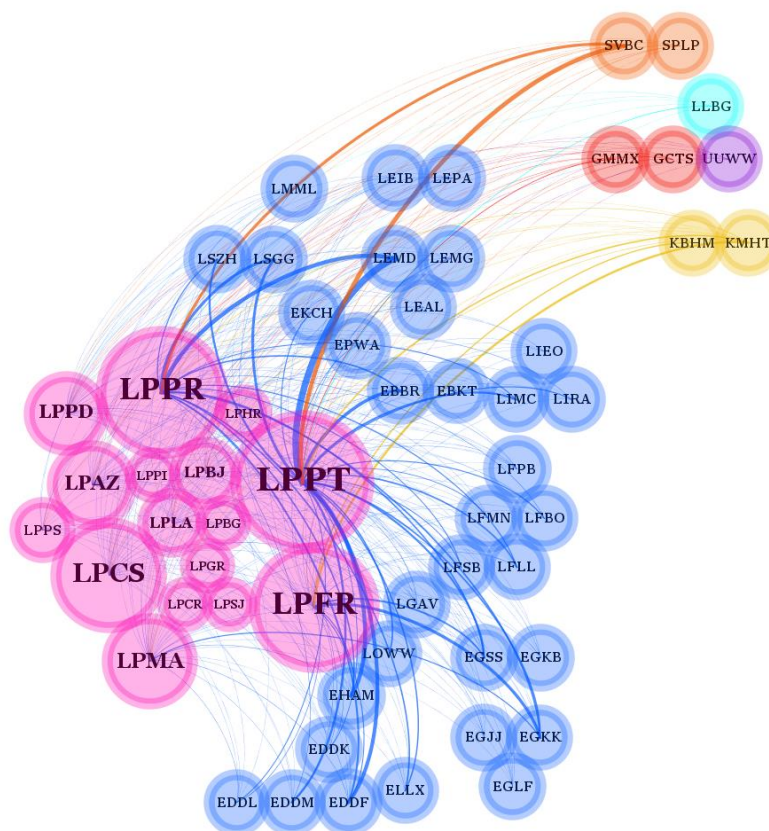 SVBC SPLP
LLBG
GMMX GCTS UUWW
LMML LEIB LEPA
KBHM KMHT
LSZH LSGG LEMD LEMG
LEAL
EKCH
EPWA LIEO
LPPR LPPD LPHR EBBR EBKT LIMC LIRA
LPAZ LPPI LPBJ LPPT LFPB
LPPS LPLA LPBG LFMN LFBO
LPCS LPGR LFSB LFLL
LPCR LPSJ LPFR LGAV
LPMA LOWW EGSS EGKB
EHAM
EDDK EGJJ EGKK
EDDL EDDM EDDF ELLX EGLF